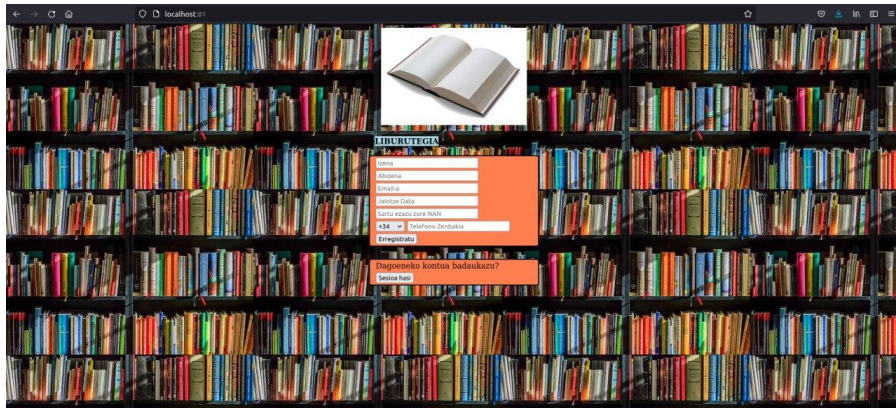 localhost:81
LIBURUTEGIA
Izena
Abizena
Email-a
Jaiotze Data
Sartu ezazu zure NAN
+34 Telefono Zenbakia
Erregistratu
Dagoeneko kontua badaukazu?
Sesioa hasi